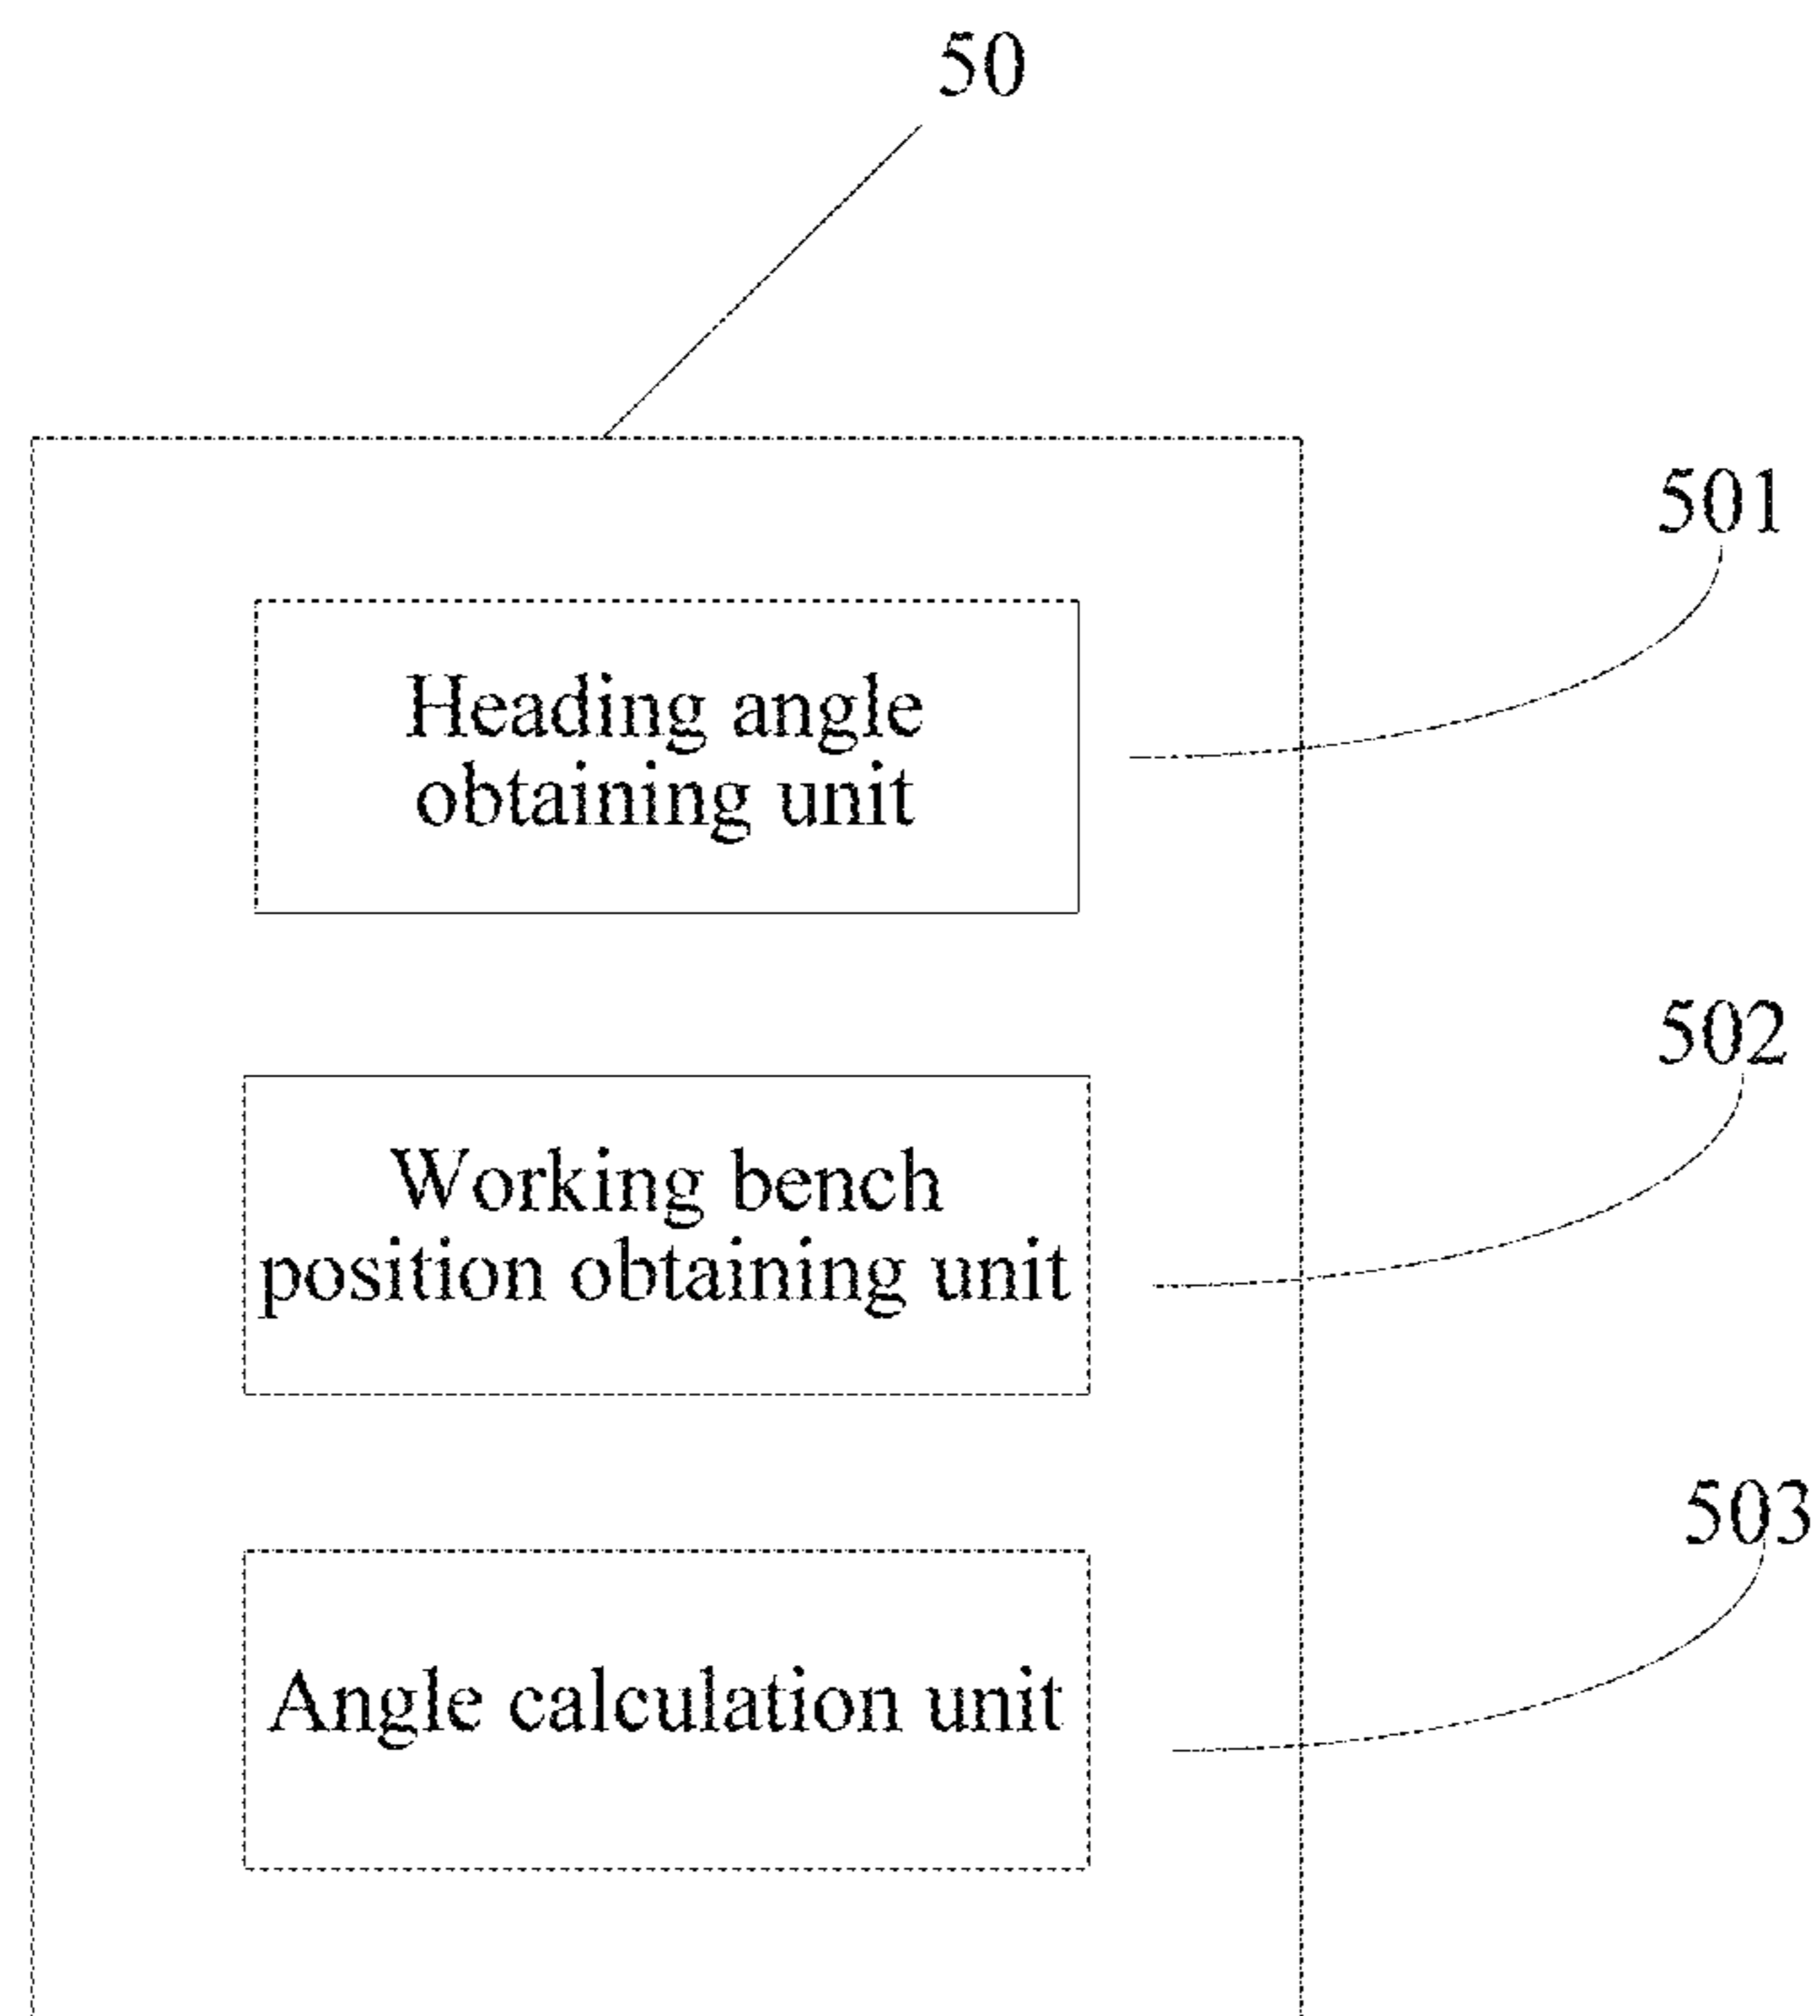 50
501
Heading angle
obtaining unit
502
Working bench
position obtaining unit
503
Angle calculation unit